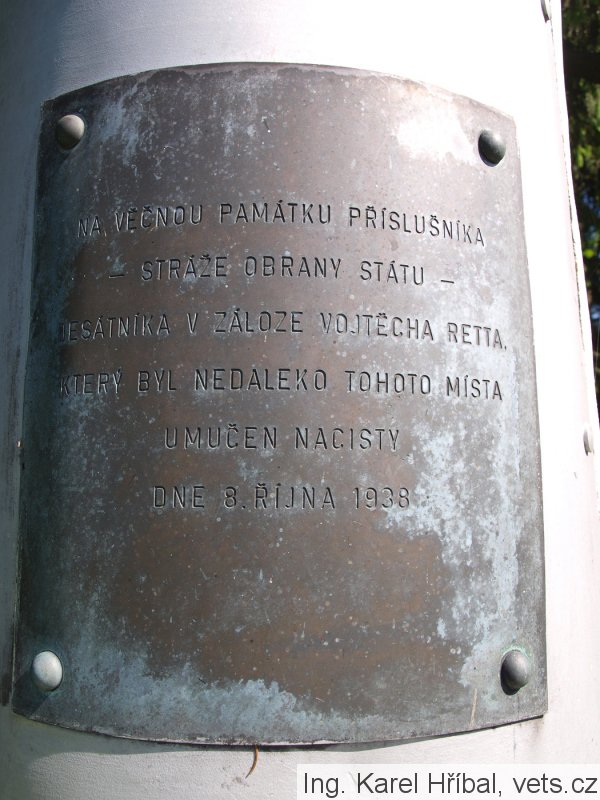 NA VĚČNOU PAMÁTKU PŘÍSLUŠNÍKA
— STRÁŽE OBRANY STÁTU —
DESÁTNÍKA V ZÁLOZE VOJTĚCHA RETTA,
KTERÝ BYL NEDALEKO TOHOTO MÍSTA
UMUČEN NACISTY
DNE 8. ŘÍJNA 1938
Ing. Karel Hříbal, vets.cz